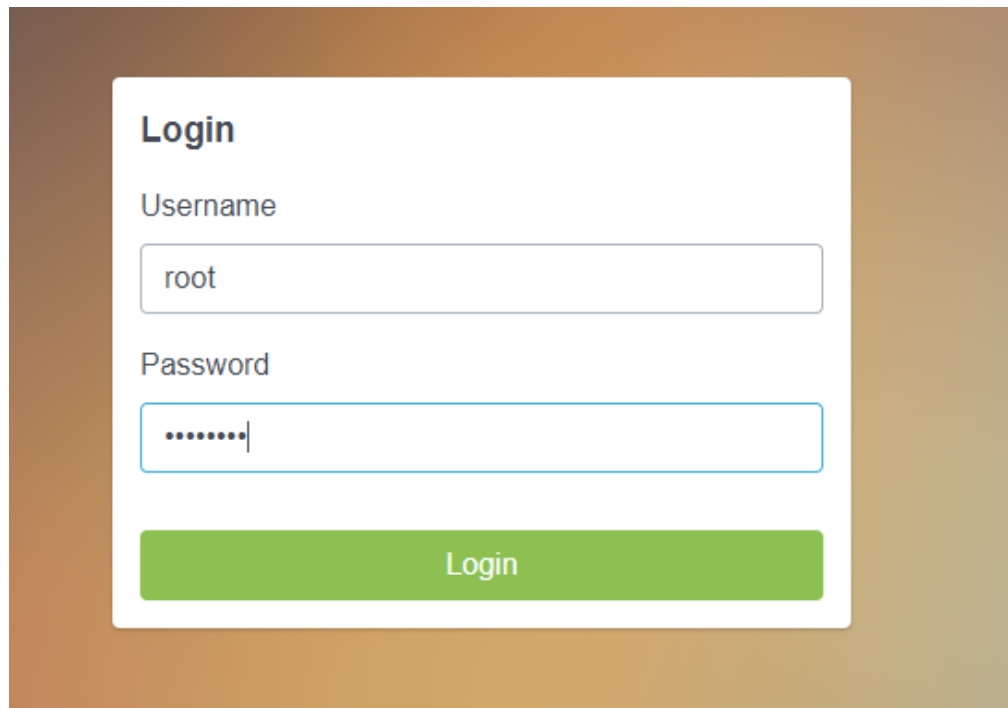 Login
Username
root
Password
••••••••
Login